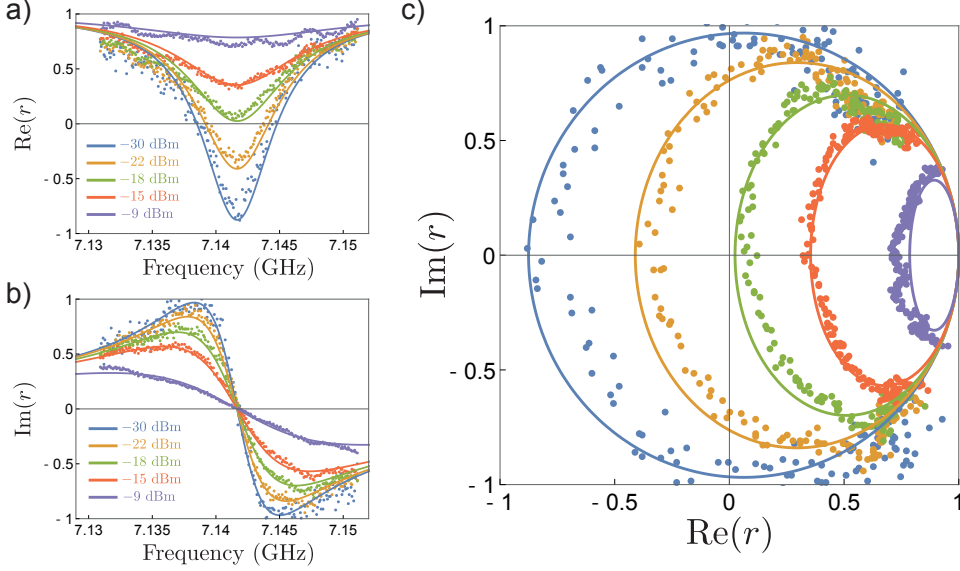 a)
1
0.5
0
- 0.5
- 1
Re(r)
−30 dBm
−22 dBm
−18 dBm
−15 dBm
−9 dBm
7.13 7.135 7.14 7.145 7.15
Frequency (GHz)
b)
1
0.5
0
- 0.5
- 1
Im(r)
−30 dBm
−22 dBm
−18 dBm
−15 dBm
−9 dBm
7.13 7.135 7.14 7.145 7.15
Frequency (GHz)
c)
1
0.5
0
- 0.5
- 1
Im(r)
- 1 -0.5 0 0.5 1
Re(r)